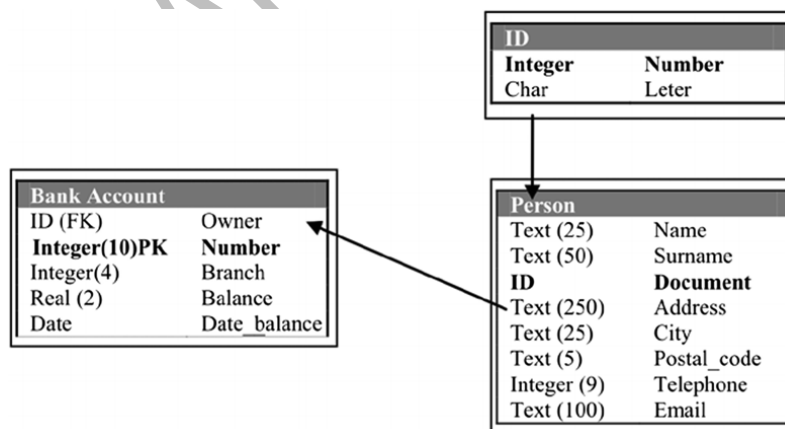 ID
Integer Number
Char Leter
Bank Account
ID (FK) Owner
Integer(10)PK Number
Integer(4) Branch
Real (2) Balance
Date Date_balance
Person
Text (25) Name
Text (50) Surname
ID Document
Text (250) Address
Text (25) City
Text (5) Postal_code
Integer (9) Telephone
Text (100) Email